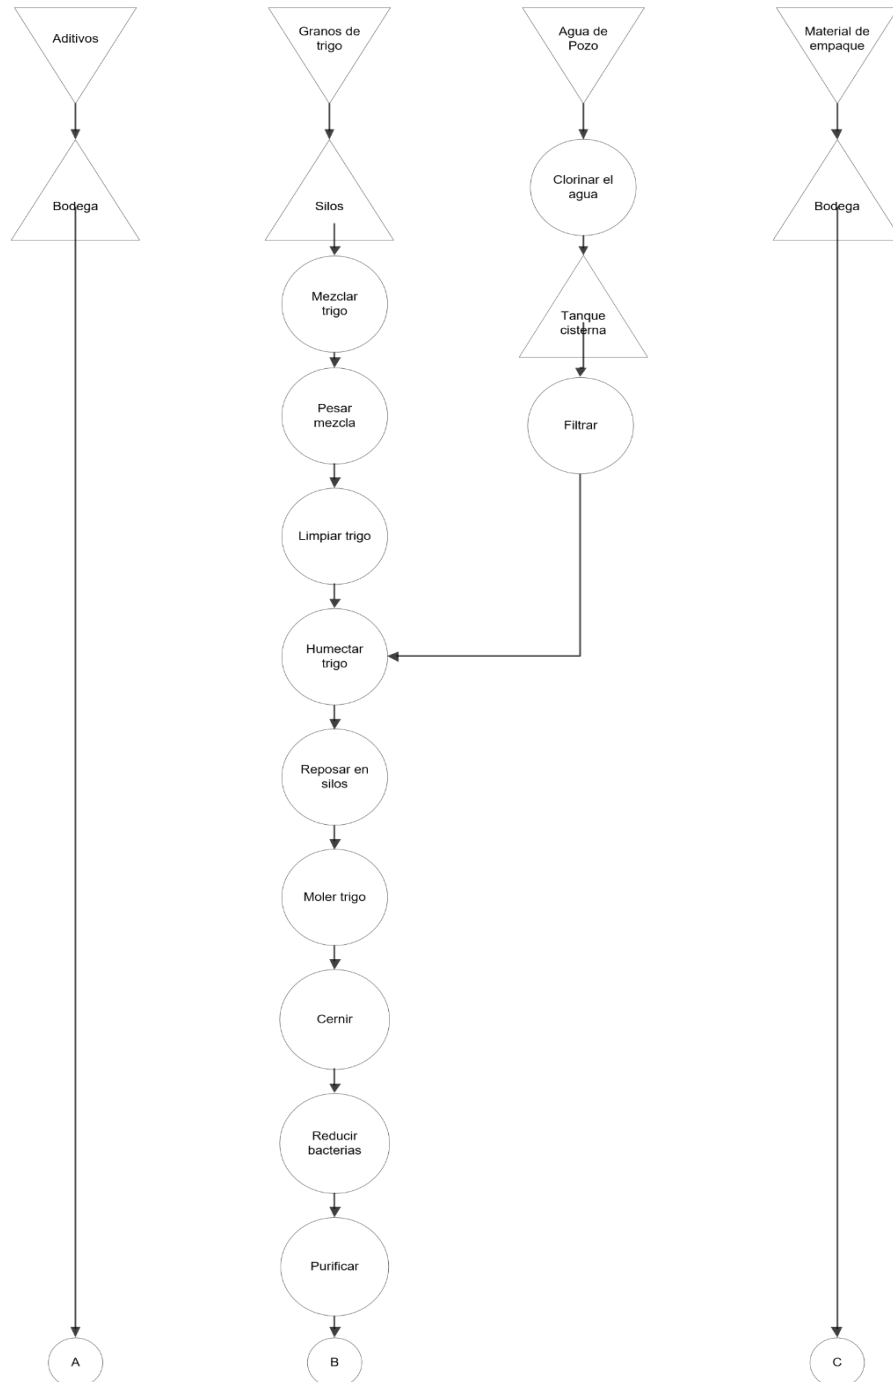 Aditivos
Granos de
trigo
Agua de
Pozo
Material de
empaque
Bodega
Silos
Clorinar el
agua
Bodega
Mezclar
trigo
Tanque
cisterna
Pesar
mezcla
Filtrar
Limpiar trigo
Humectar
trigo
Reposar en
silos
Moler trigo
Cernir
Reducir
bacterias
Purificar
A
B
C